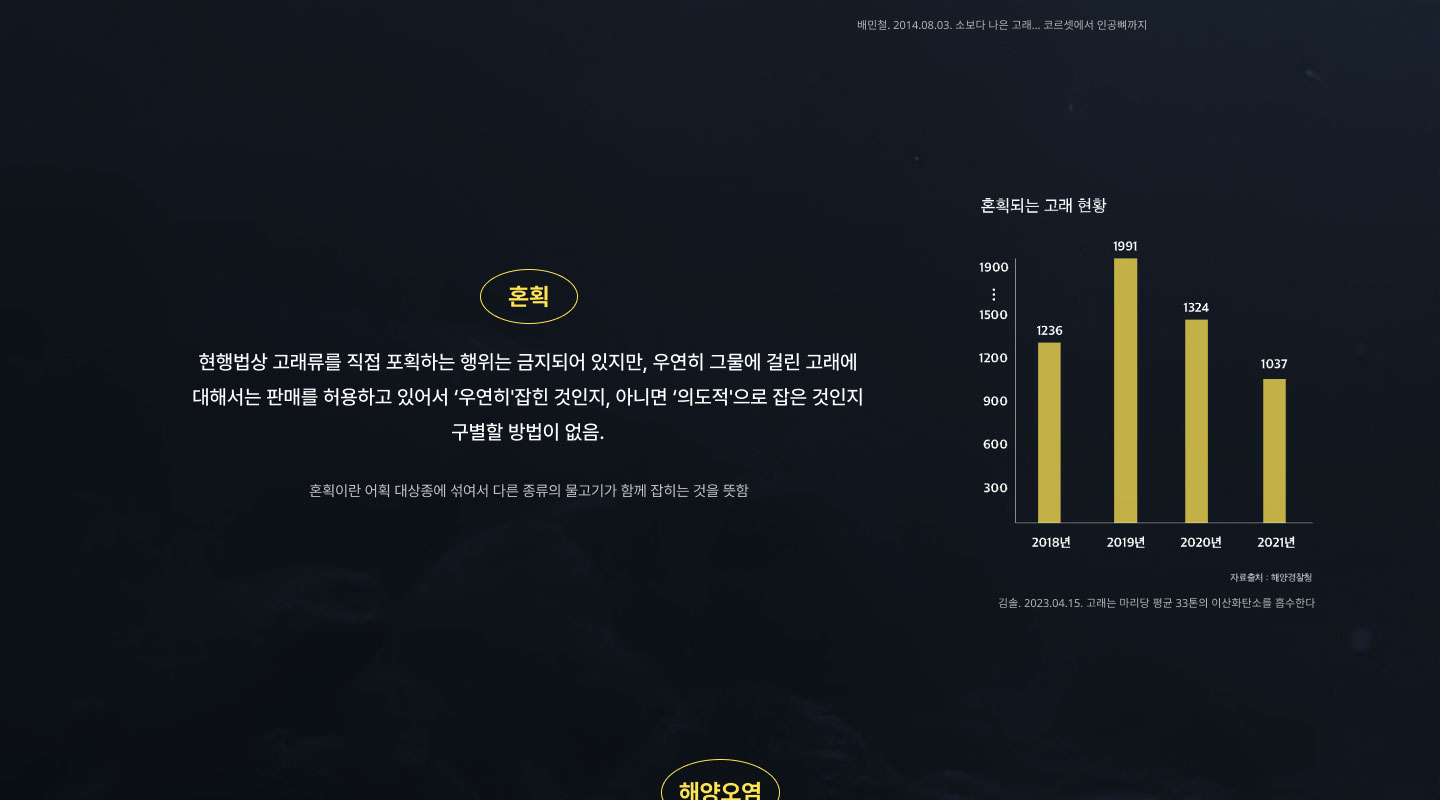 배민철. 2014.08.03. 소보다 나은 고래... 코르셋에서 인공뼈까지
혼획
현행법상 고래류를 직접 포획하는 행위는 금지되어 있지만, 우연히 그물에 걸린 고래에
대해서는 판매를 허용하고 있어서 ‘우연히'잡힌 것인지, 아니면 ‘의도적'으로 잡은 것인지
구별할 방법이 없음.
혼획이란 어획 대상종에 섞여서 다른 종류의 물고기가 함께 잡히는 것을 뜻함
혼획되는 고래 현황
1991
1900
⋮
1324
1500
1236
1200
1037
900
600
300
2018년 2019년 2020년 2021년
자료출처 : 해양경찰청
김솔. 2023.04.15. 고래는 마리당 평균 33톤의 이산화탄소를 흡수한다
해양오염